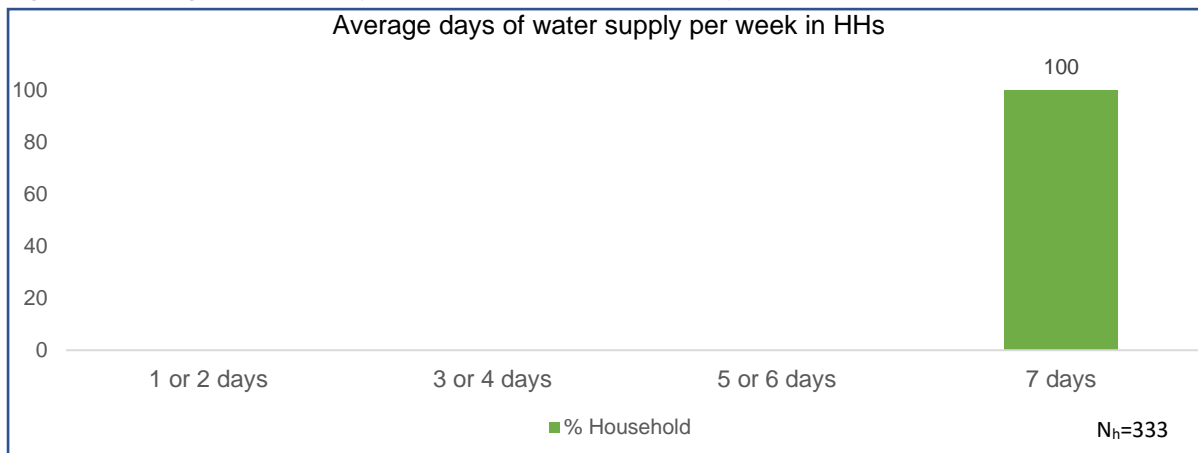 Average days of water supply per week in HHs
100
100
80
60
40
20
0
1 or 2 days
3 or 4 days
5 or 6 days
7 days
% Household
Nₕ=333